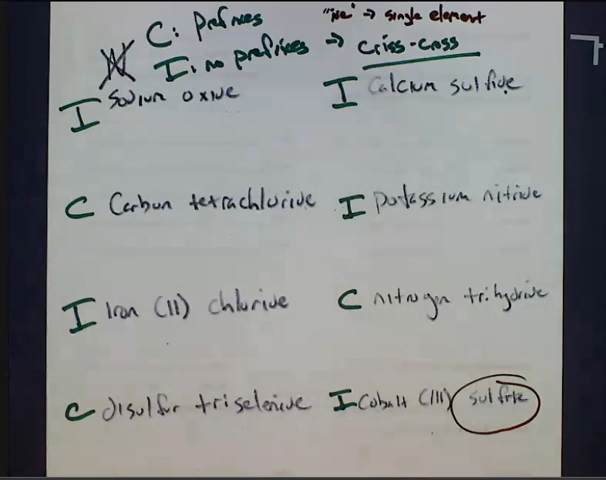 C: Prefixes
"ide" -> single element
I: no prefixes -> criss-cross
I Sodium oxide
I Calcium sulfide
C Carbon tetrachloride
I Potassium nitride
I Iron (II) chloride
C nitrogen trihydride
C disulfur triselenide
I Cobalt (III)